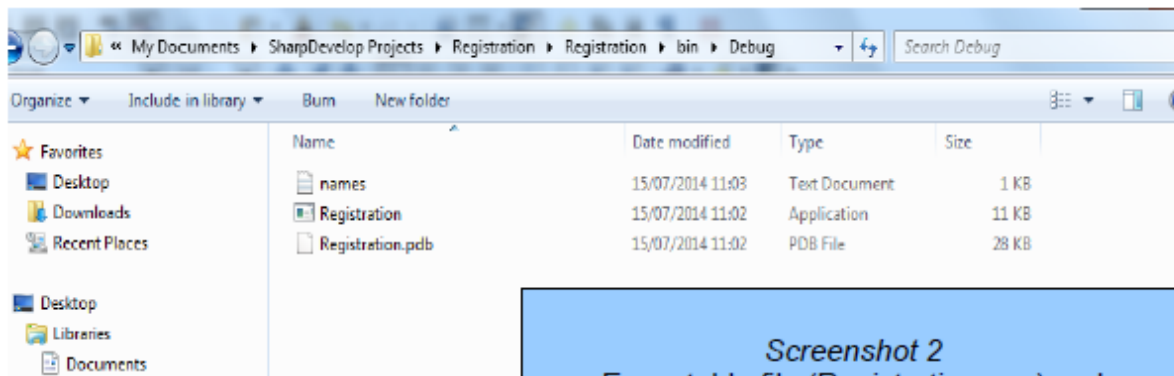 « My Documents ▸ SharpDevelop Projects ▸ Registration ▸ Registration ▸ bin ▸ Debug Search Debug
Organize Include in library Burn New folder
Name Date modified Type Size
Favorites
Desktop names 15/07/2014 11:03 Text Document 1 KB
Downloads Registration 15/07/2014 11:02 Application 11 KB
Recent Places Registration.pdb 15/07/2014 11:02 PDB File 28 KB
Desktop
Libraries
Documents
Screenshot 2